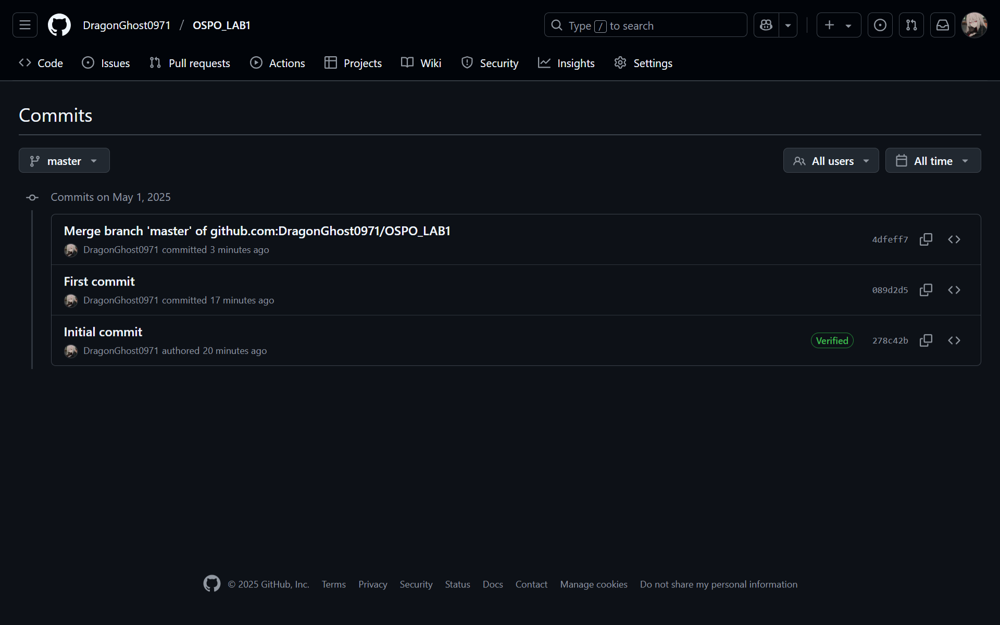 DragonGhost0971 / OSPO_LAB1
Type / to search
Code Issues Pull requests Actions Projects Wiki Security Insights Settings
Commits
master
All users All time
Commits on May 1, 2025
Merge branch 'master' of github.com:DragonGhost0971/OSPO_LAB1
DragonGhost0971 committed 3 minutes ago
4dfeff7
First commit
DragonGhost0971 committed 17 minutes ago
089d2d5
Initial commit
DragonGhost0971 authored 20 minutes ago
Verified 278c42b
© 2025 GitHub, Inc. Terms Privacy Security Status Docs Contact Manage cookies Do not share my personal information